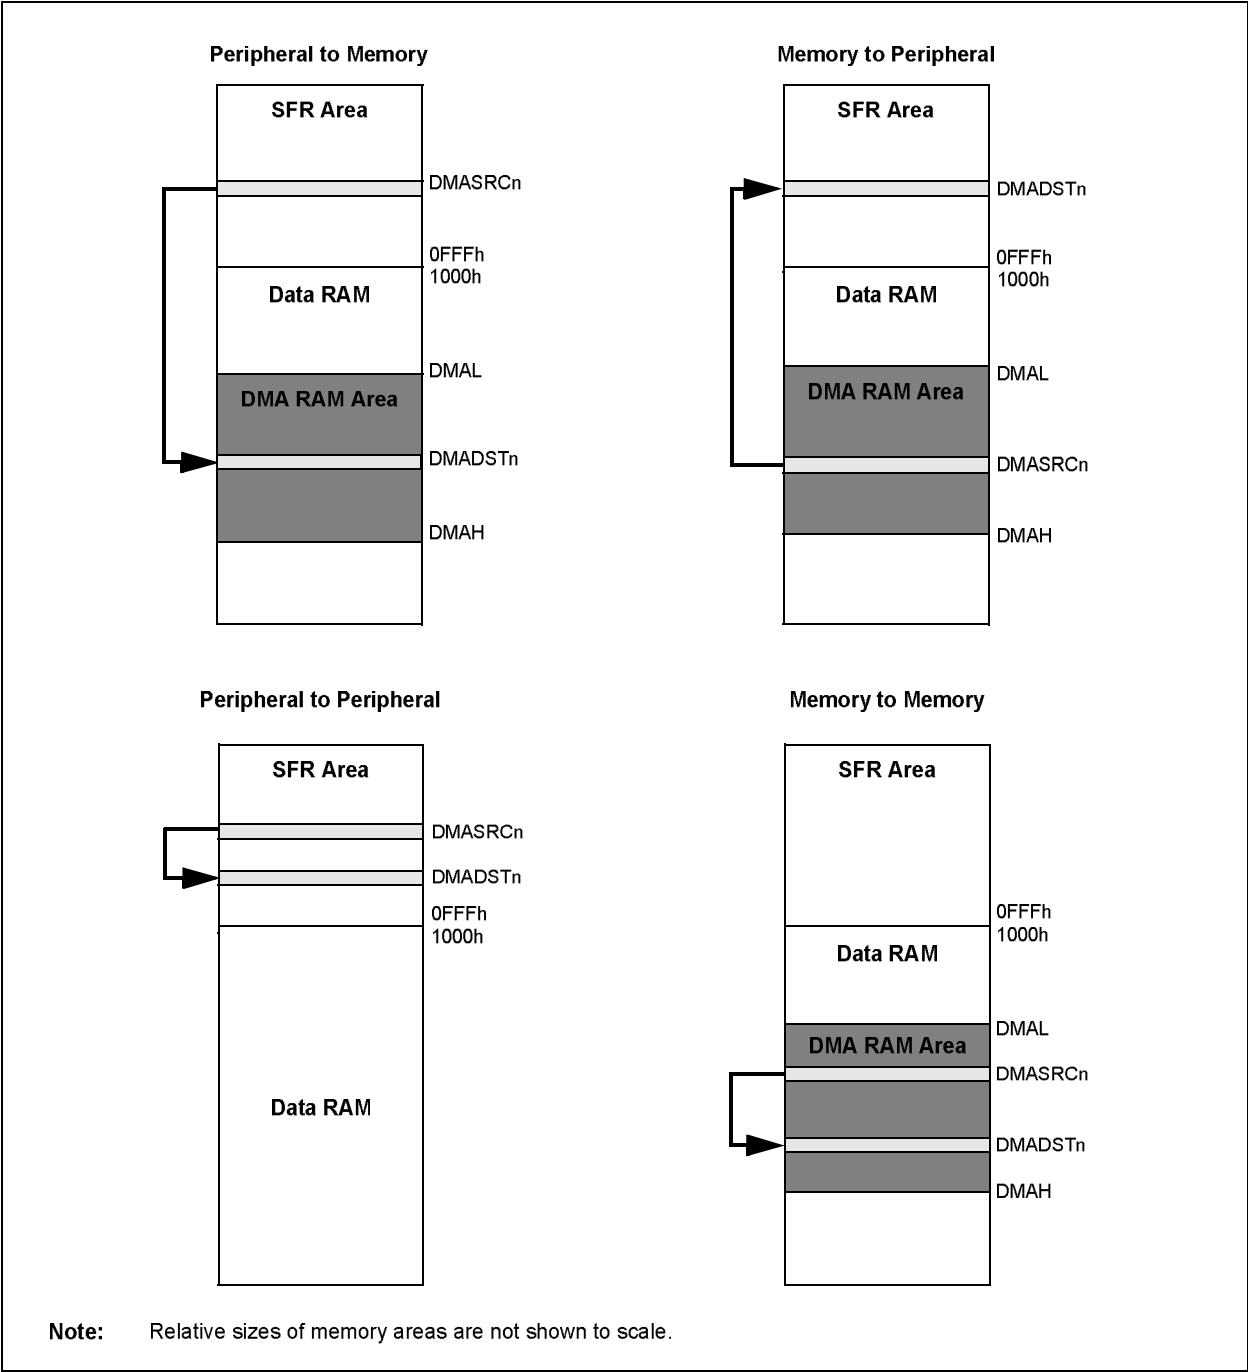 Peripheral to Memory
SFR Area
DMASRCn
0FFFh
1000h
Data RAM
DMAL
DMA RAM Area
DMADSTn
DMAH
Memory to Peripheral
SFR Area
DMADSTn
0FFFh
1000h
Data RAM
DMAL
DMA RAM Area
DMASRCn
DMAH
Peripheral to Peripheral
SFR Area
DMASRCn
DMADSTn
0FFFh
1000h
Data RAM
Memory to Memory
SFR Area
0FFFh
1000h
Data RAM
DMAL
DMA RAM Area
DMASRCn
DMADSTn
DMAH
Note: Relative sizes of memory areas are not shown to scale.